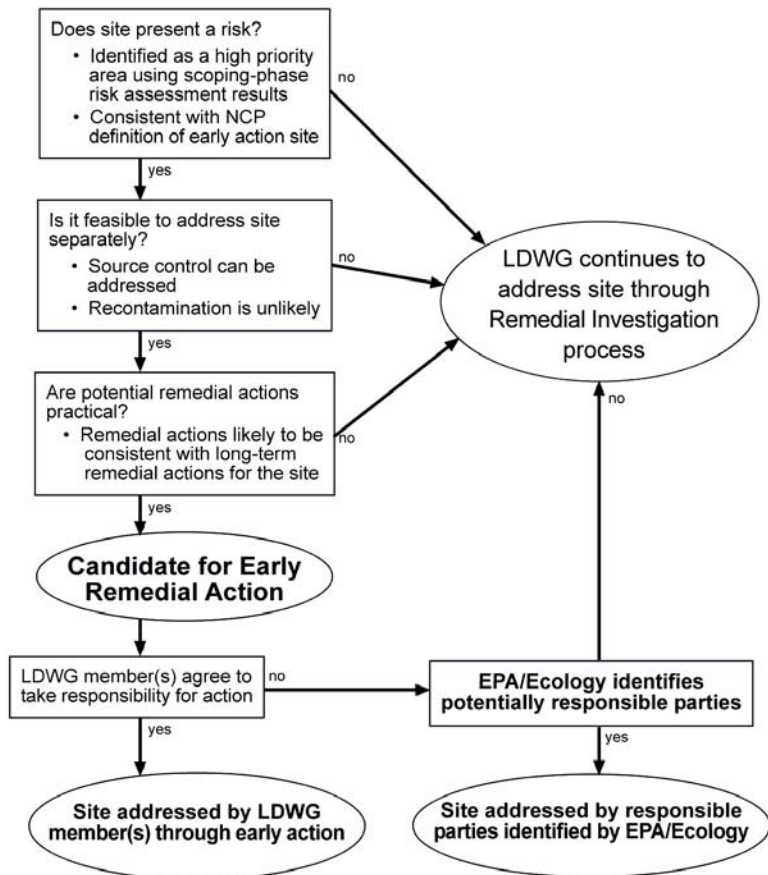 Does site present a risk?
• Identified as a high priority
area using scoping-phase
risk assessment results
• Consistent with NCP
definition of early action site
no
yes
Is it feasible to address site
separately?
• Source control can be
addressed
• Recontamination is unlikely
no
LDWG continues to
address site through
Remedial Investigation
process
yes
Are potential remedial actions
practical?
• Remedial actions likely to be
consistent with long-term
remedial actions for the site
no
no
yes
Candidate for Early
Remedial Action
LDWG member(s) agree to
take responsibility for action
no
EPA/Ecology identifies
potentially responsible parties
yes
yes
Site addressed by LDWG
member(s) through early action
Site addressed by responsible
parties identified by EPA/Ecology